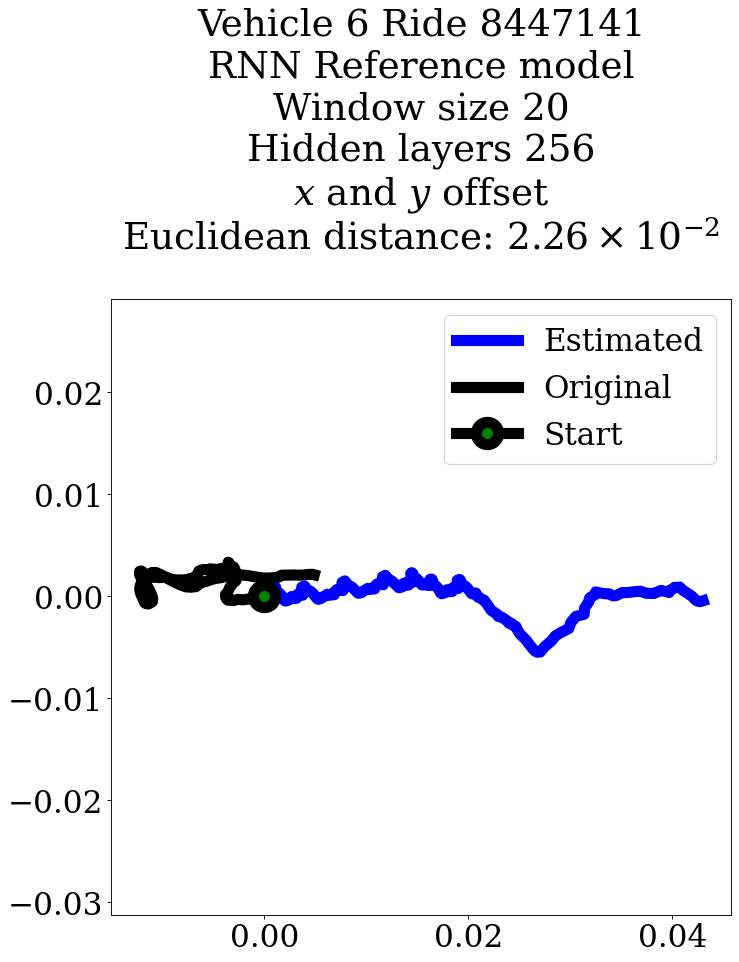 Vehicle 6 Ride 8447141
RNN Reference model
Window size 20
Hidden layers 256
x and y offset
Euclidean distance: 2.26 × 10⁻²
Estimated
Original
Start
0.02
0.01
0.00
−0.01
−0.02
−0.03
0.00 0.02 0.04